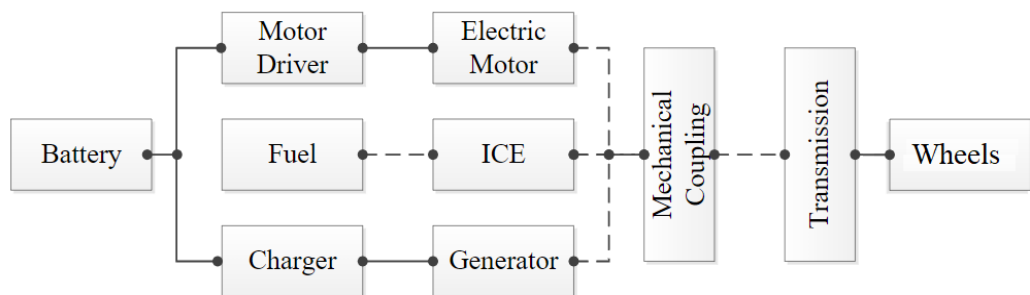 Motor
Driver
Electric
Motor
Battery
Fuel
ICE
Mechanical
Coupling
Transmission
Wheels
Charger
Generator